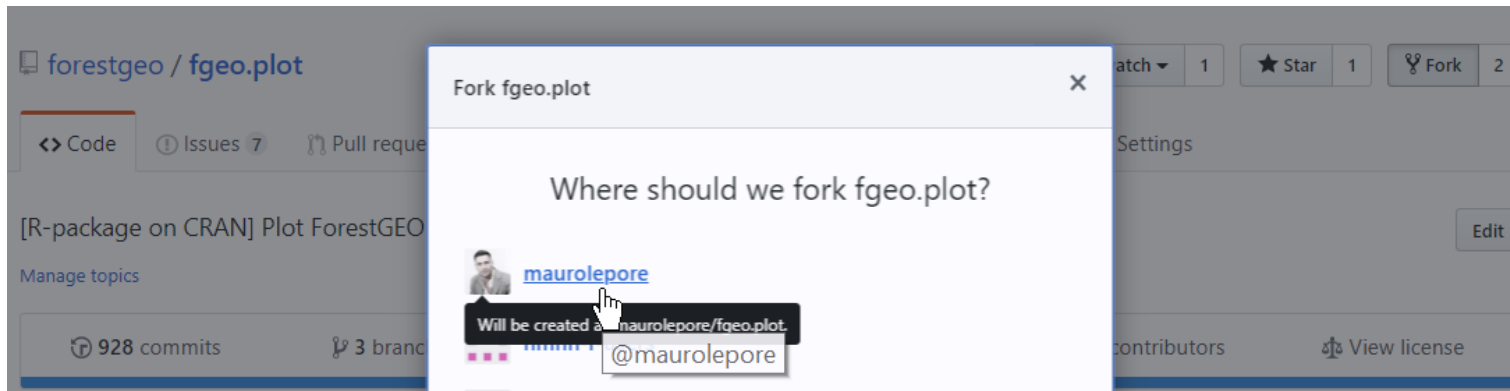 forestgeo / fgeo.plot
atch 1 Star 1 Fork 2
Fork fgeo.plot ×
<> Code Issues 7 Pull reque
Settings
Where should we fork fgeo.plot?
[R-package on CRAN] Plot ForestGEO
Edit
Manage topics
maurolepore
Will be created a maurolepore/fgeo.plot.
@maurolepore
928 commits 3 branc
contributors View license